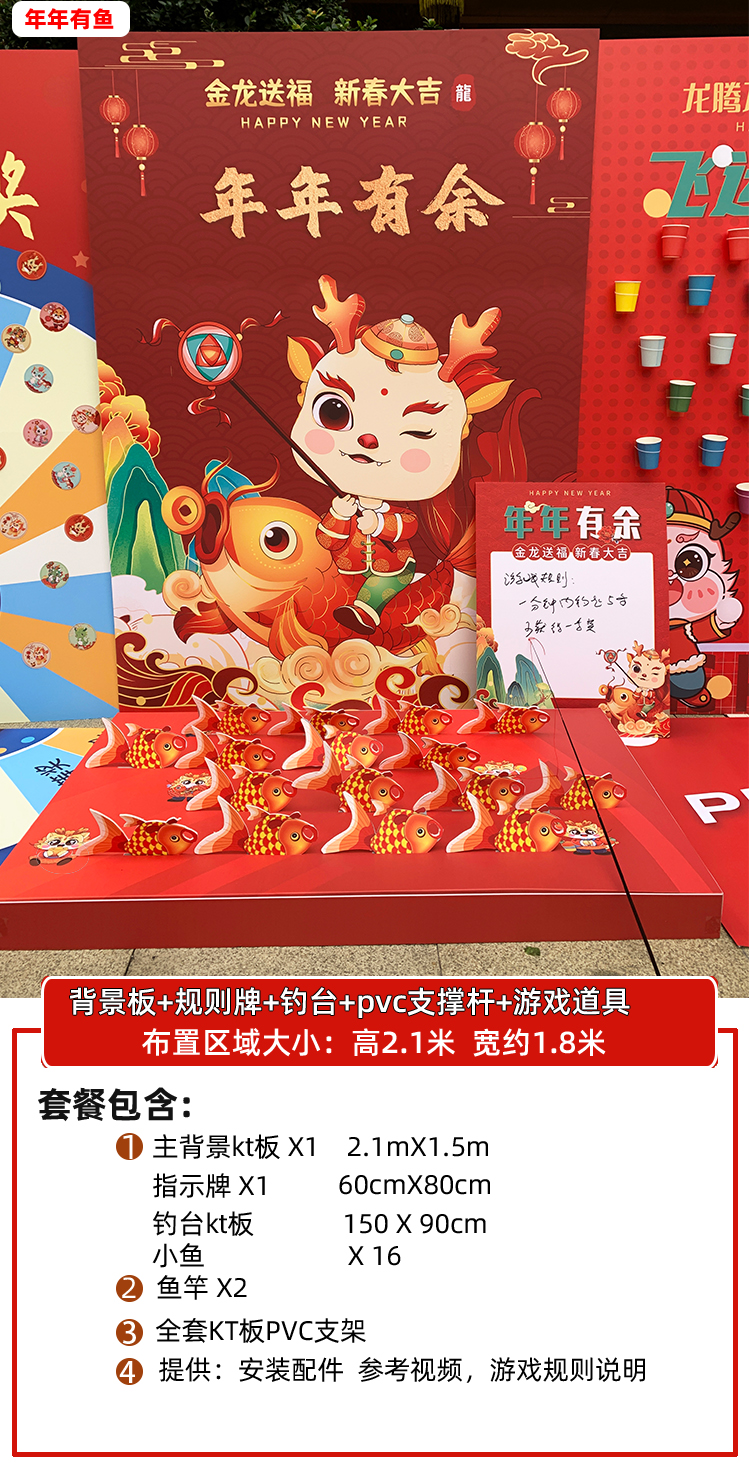 年年有鱼
金龙送福 新春大吉 龍
HAPPY NEW YEAR
年年有余
奖
龙腾
飞
HAPPY NEW YEAR
年年有余
金龙送福 新春大吉
游戏规则：
一分钟内钓起5条
背景板+规则牌+钓台+pvc支撑杆+游戏道具
布置区域大小：高2.1米 宽约1.8米
套餐包含：
1 主背景kt板 X1 2.1mX1.5m
指示牌 X1 60cmX80cm
钓台kt板 150 X 90cm
小鱼 X 16
2 鱼竿 X2
3 全套KT板PVC支架
4 提供：安装配件 参考视频，游戏规则说明